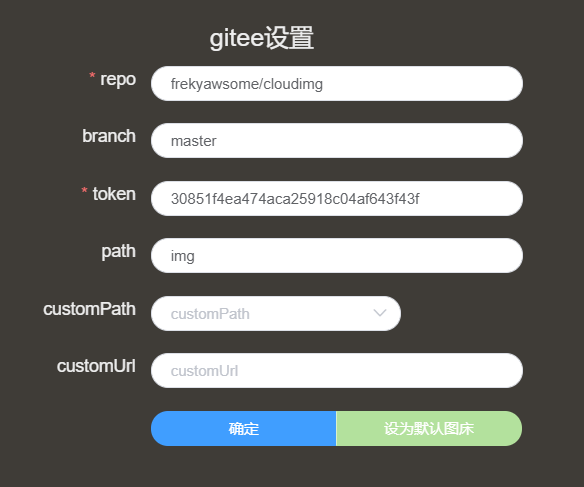 gitee设置
* repo frekyawsome/cloudimg
branch master
* token 30851f4ea474aca25918c04af643f43f
path img
customPath customPath
customUrl customUrl
确定 设为默认图床